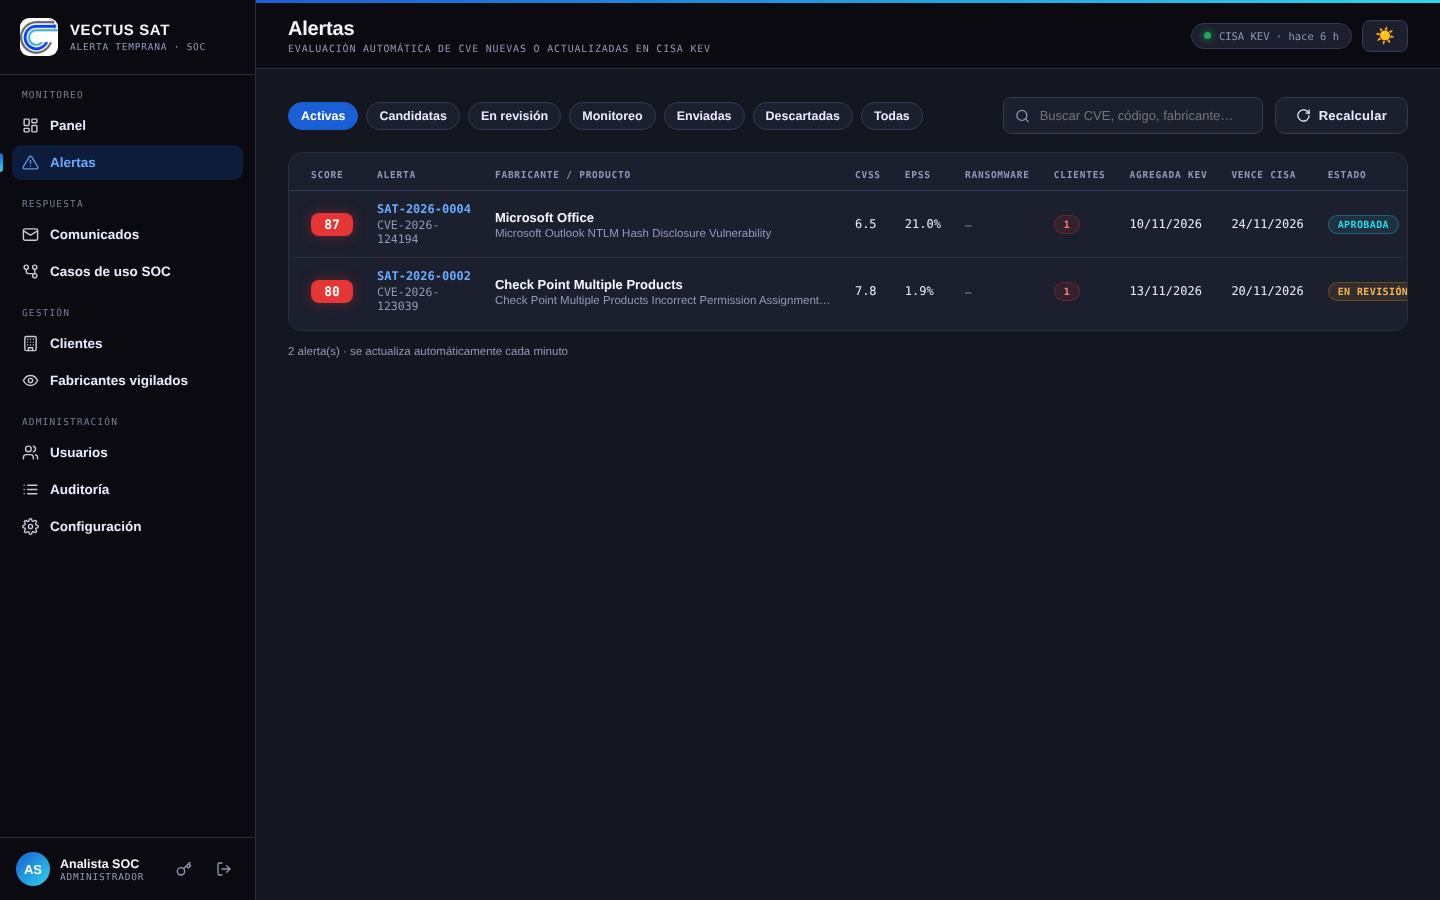 VECTUS SAT
ALERTA TEMPRANA · SOC
MONITOREO
Panel
Alertas
RESPUESTA
Comunicados
Casos de uso SOC
GESTIÓN
Clientes
Fabricantes vigilados
ADMINISTRACIÓN
Usuarios
Auditoría
Configuración
AS
Analista SOC
ADMINISTRADOR
Alertas
EVALUACIÓN AUTOMÁTICA DE CVE NUEVAS O ACTUALIZADAS EN CISA KEV
CISA KEV · hace 6 h
Activas Candidatas En revisión Monitoreo Enviadas Descartadas Todas
Buscar CVE, código, fabricante…
Recalcular
SCORE ALERTA FABRICANTE / PRODUCTO CVSS EPSS RANSOMWARE CLIENTES AGREGADA KEV VENCE CISA ESTADO
87 SAT-2026-0004 CVE-2026-124194 Microsoft Office 6.5 21.0% — 1 10/11/2026 24/11/2026 APROBADA
Microsoft Outlook NTLM Hash Disclosure Vulnerability
80 SAT-2026-0002 CVE-2026-123039 Check Point Multiple Products 7.8 1.9% — 1 13/11/2026 20/11/2026 EN REVISIÓN
Check Point Multiple Products Incorrect Permission Assignment…
2 alerta(s) · se actualiza automáticamente cada minuto